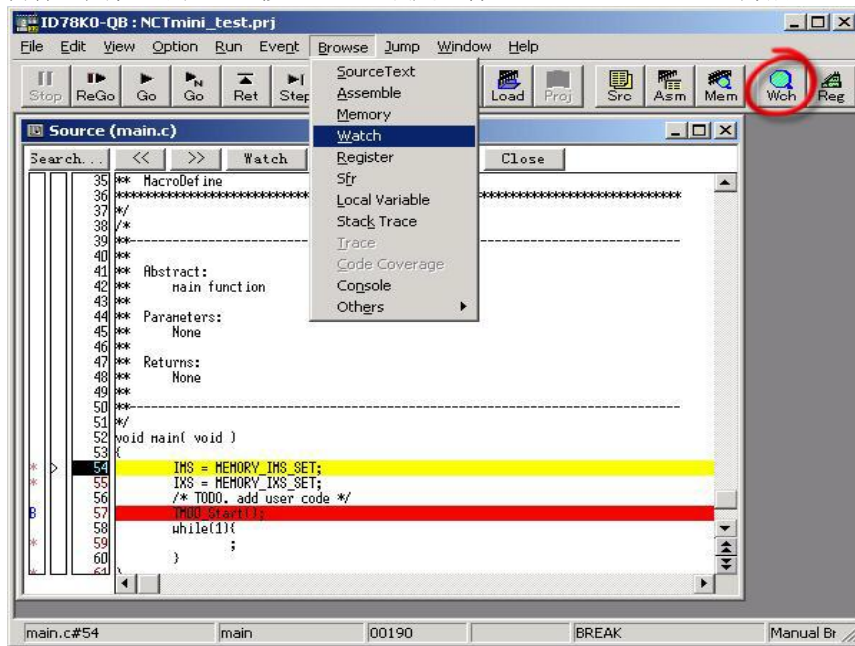 ID78K0-QB : NCTmini_test.prj
File Edit View Option Run Event Browse Jump Window Help
Stop ReGo Go Go Ret Step Load Proj Src Asm Mem Wch Reg
SourceText
Assemble
Memory
Watch
Register
Sfr
Local Variable
Stack Trace
Trace
Code Coverage
Console
Others
Source (main.c)
Search... << >> Watch Close
35 ** MacroDefine
36 ********************************************************************************
37 */
38 /*
39 **------------------------------------------------------------------------------
40 **
41 ** Abstract:
42 ** main function
43 **
44 ** Parameters:
45 ** None
46 **
47 ** Returns:
48 ** None
49 **
50 **------------------------------------------------------------------------------
51 */
52 void main( void )
53 {
* > 54 IMS = MEMORY_IMS_SET;
* 55 IXS = MEMORY_IXS_SET;
56 /* TODO. add user code */
B 57 TM00_Start();
58 while(1){
* 59 ;
60 }
* 61 }
main.c#54 main 00190 BREAK Manual Br